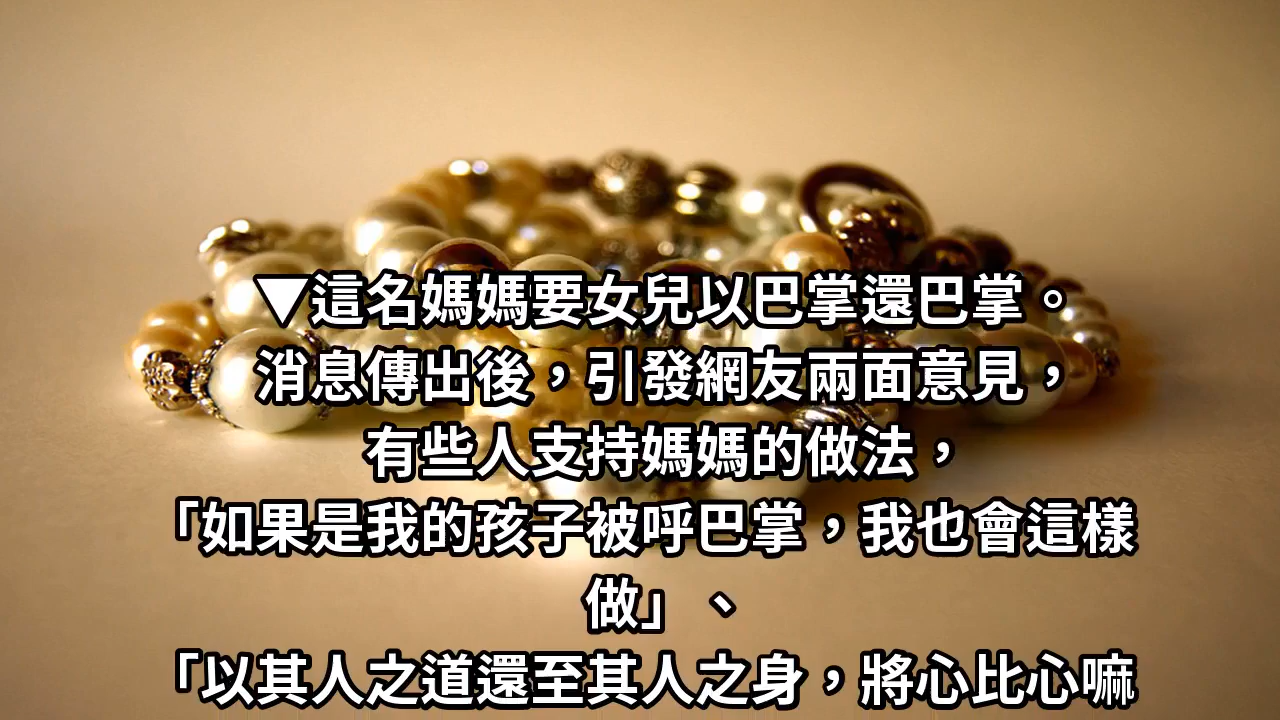 ▼這名媽媽要女兒以巴掌還巴掌。
消息傳出後，引發網友兩面意見，
有些人支持媽媽的做法，
「如果是我的孩子被呼巴掌，我也會這樣
做」、
「以其人之道還至其人之身，將心比心嘛